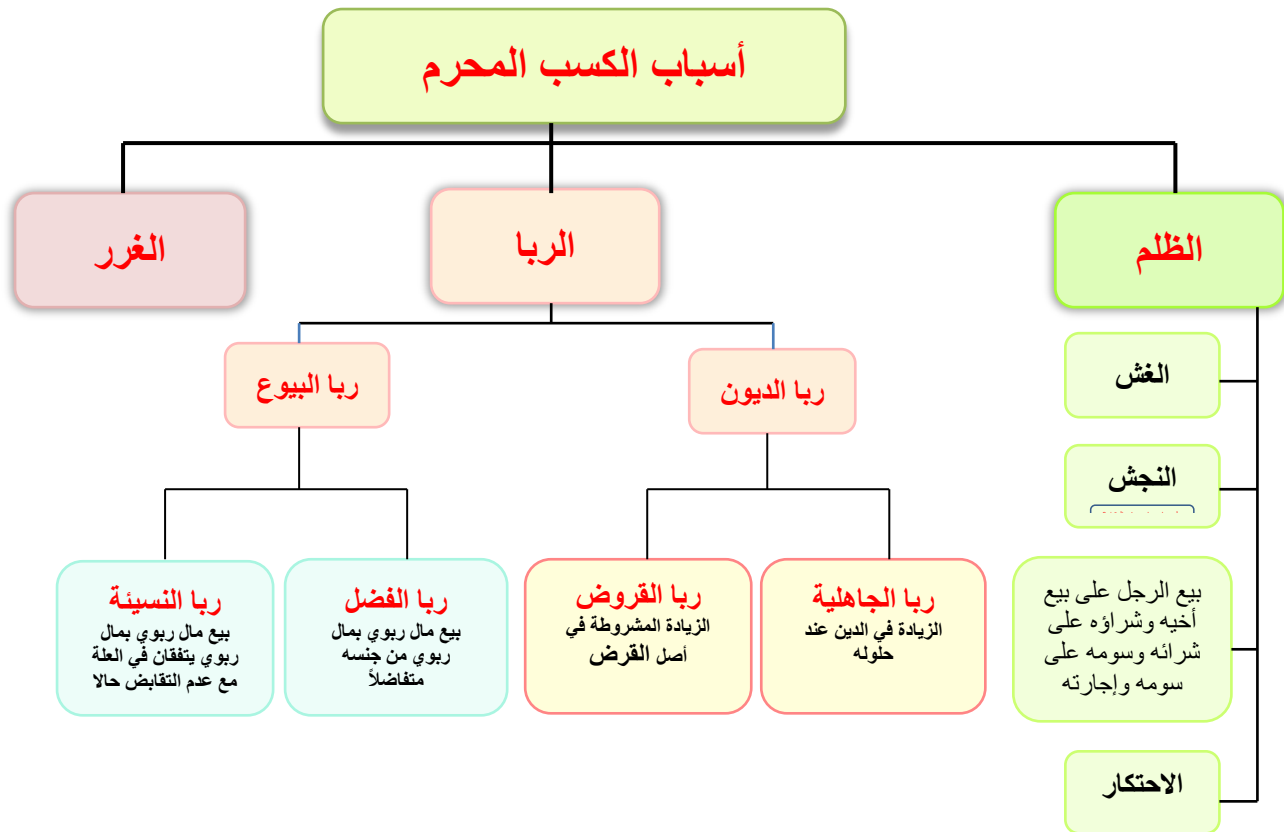 أسباب الكسب المحرم
الظلم
الربا
الغرر
الغش
النجش
بيع الرجل على بيع
أخيه وشراؤه على
شرائه وسومه على
سومه وإجارته
الاحتكار
ربا الديون
ربا البيوع
ربا الجاهلية
الزيادة في الدين عند
حلوله
ربا القروض
الزيادة المشروطة في
أصل القرض
ربا الفضل
بيع مال ربوي بمال
ربوي من جنسه
متفاضلاً
ربا النسيئة
بيع مال ربوي بمال
ربوي يتفقان في العلة
مع عدم التقابض حالا